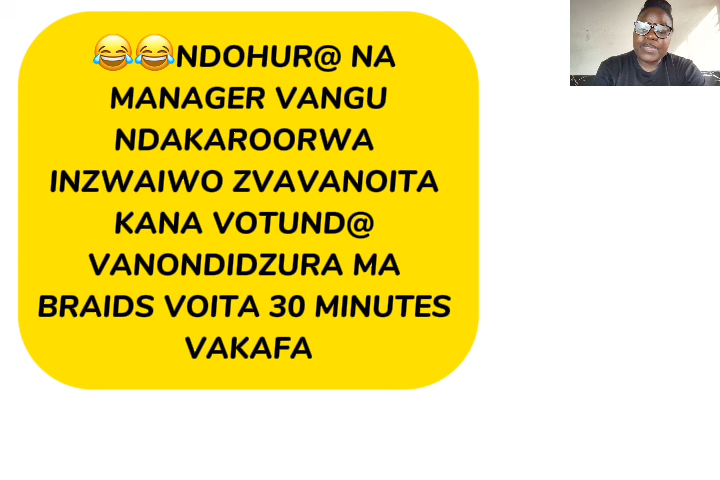 😂😂NDOHUR@ NA
MANAGER VANGU
NDAKAROORWA
INZWAIWO ZVAVANOITA
KANA VOTUND@
VANONDIDZURA MA
BRAIDS VOITA 30 MINUTES
VAKAFA